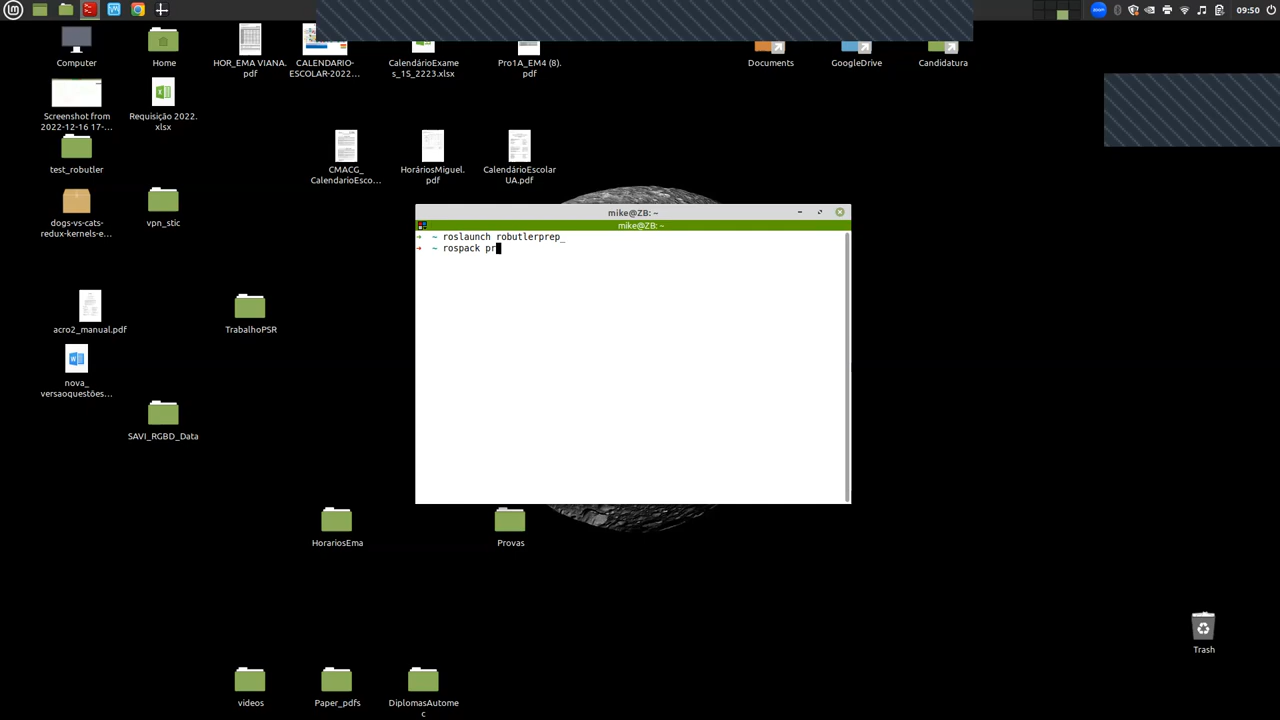 zoom
09:50
Computer
Home
HOR_EMA VIANA.
pdf
CALENDARIO-
ESCOLAR-2022...
CalendárioExame
s_1S_2223.xlsx
Pro1A_EM4 (8).
pdf
Documents
GoogleDrive
Candidatura
Screenshot from
2022-12-16 17-...
Requisição 2022.
xlsx
test_robutler
CMACG_
CalendarioEsco...
HoráriosMiguel.
pdf
CalendárioEscolar
UA.pdf
dogs-vs-cats-
redux-kernels-e...
vpn_stic
mike@ZB: ~
mike@ZB: ~
~ roslaunch robutlerprep_
~ rospack pr
acro2_manual.pdf
TrabalhoPSR
nova_
versaoquestões...
SAVI_RGBD_Data
HorariosEma
Provas
Trash
videos
Paper_pdfs
DiplomasAutome
c